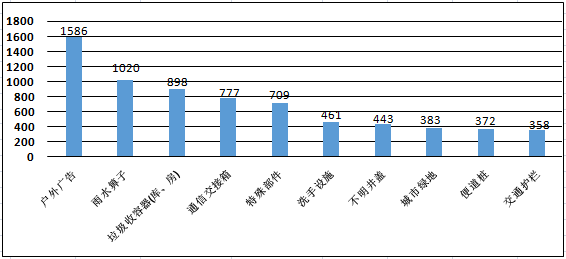 1800
1600
1400
1200
1000
800
600
400
200
0
1586
1020
898
777
709
461
443
383
372
358
户外广告
雨水箅子
垃圾收容器(库、房)
通信交接箱
特殊部件
洗手设施
不明井盖
城市绿地
便道桩
交通护栏